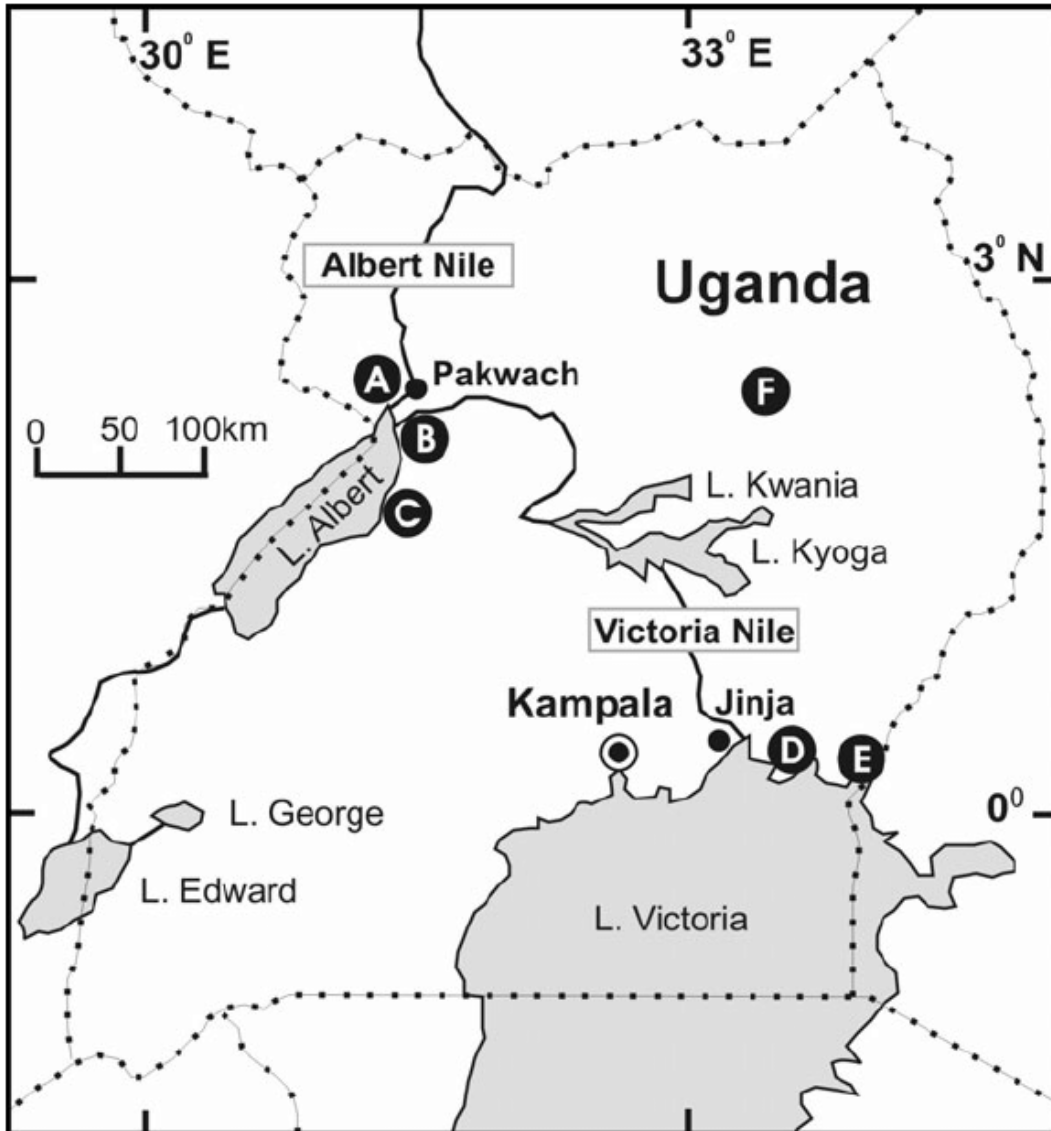 30° E
33° E
Albert Nile
Uganda
3° N
A
Pakwach
F
0 50 100km
B
L. Albert
C
L. Kwania
L. Kyoga
Victoria Nile
Kampala
Jinja
D
E
L. George
0⁰
L. Edward
L. Victoria